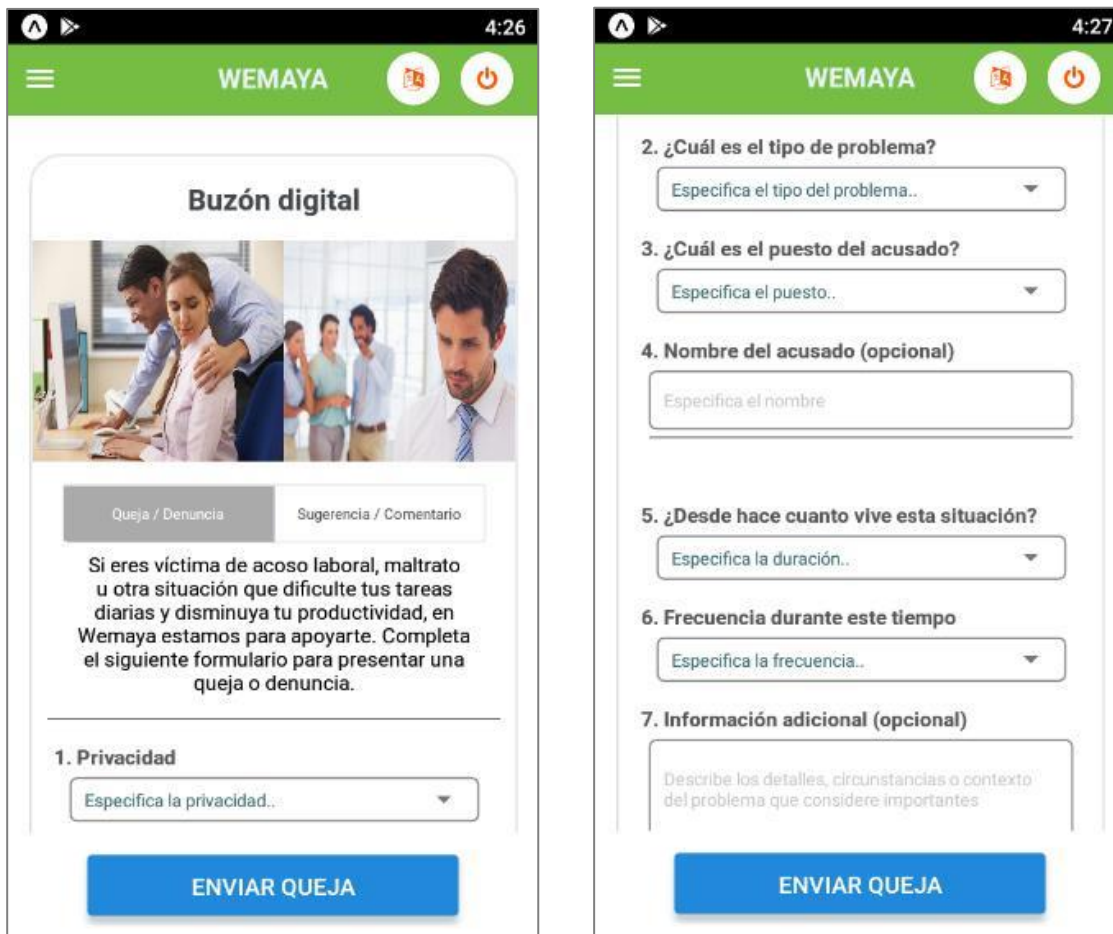 4:26
WEMAYA
Buzón digital
Queja / Denuncia
Sugerencia / Comentario
Si eres víctima de acoso laboral, maltrato
u otra situación que dificulte tus tareas
diarias y disminuya tu productividad, en
Wemaya estamos para apoyarte. Completa
el siguiente formulario para presentar una
queja o denuncia.
1. Privacidad
Especifica la privacidad..
ENVIAR QUEJA
4:27
WEMAYA
2. ¿Cuál es el tipo de problema?
Especifica el tipo del problema..
3. ¿Cuál es el puesto del acusado?
Especifica el puesto..
4. Nombre del acusado (opcional)
Especifica el nombre
5. ¿Desde hace cuanto vive esta situación?
Especifica la duración..
6. Frecuencia durante este tiempo
Especifica la frecuencia..
7. Información adicional (opcional)
Describe los detalles, circunstancias o contexto
del problema que considere importantes
ENVIAR QUEJA